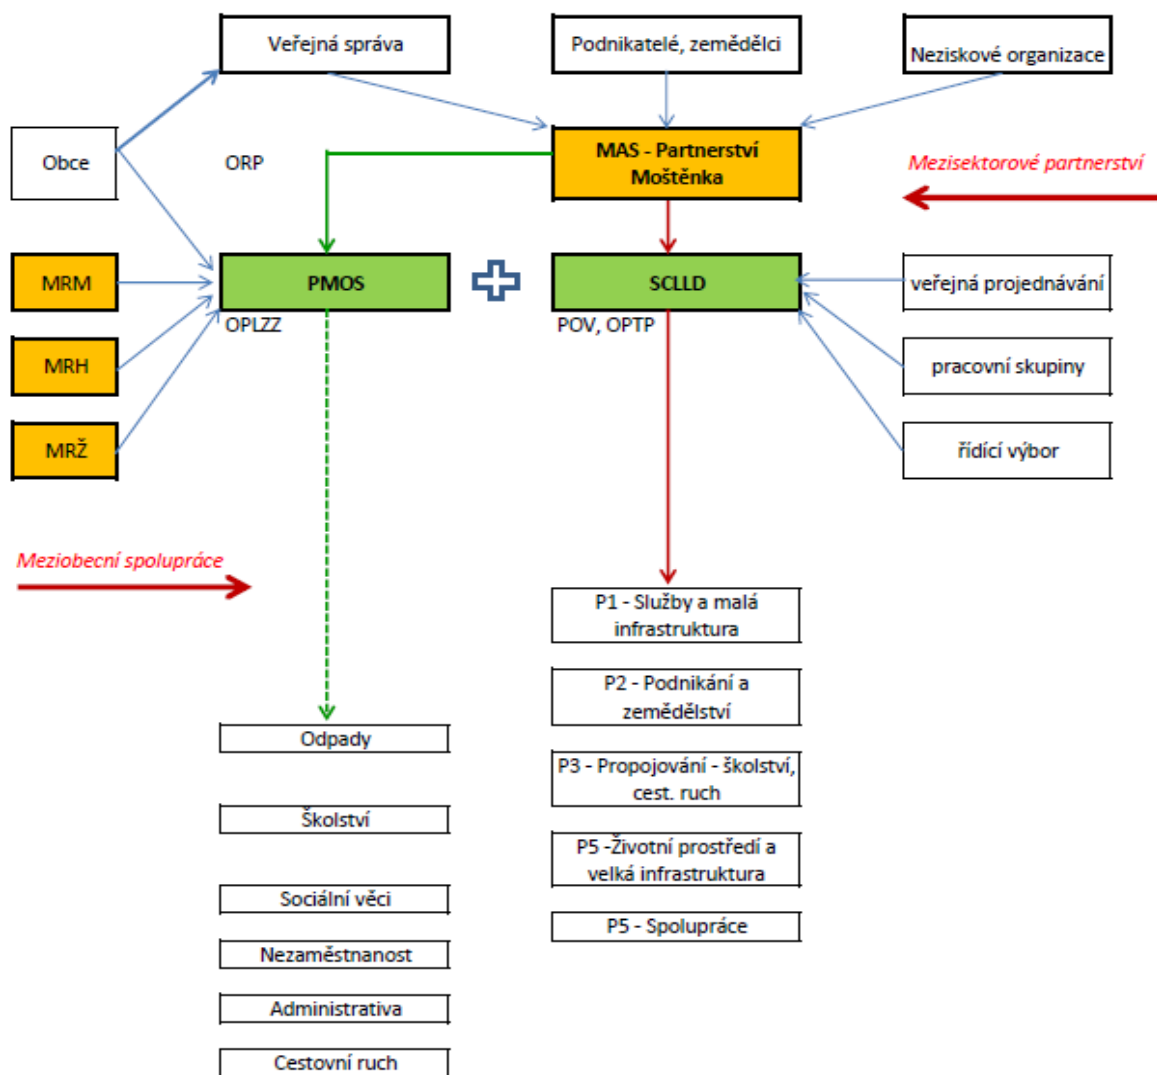 Veřejná správa
Podnikatelé, zemědělci
Neziskové organizace
Obce
ORP
MAS - Partnerství
Moštěnka
Mezisektorové partnerství
MRM
PMOS
SCLLD
veřejná projednávání
OPLZZ
POV, OPTP
MRH
pracovní skupiny
MRŽ
řídící výbor
Meziobecní spolupráce
P1 - Služby a malá
infrastruktura
P2 - Podnikání a
zemědělství
Odpady
P3 - Propojování - školství,
cest. ruch
Školství
P5 -Životní prostředí a
velká infrastruktura
Sociální věci
P5 - Spolupráce
Nezaměstnanost
Administrativa
Cestovní ruch